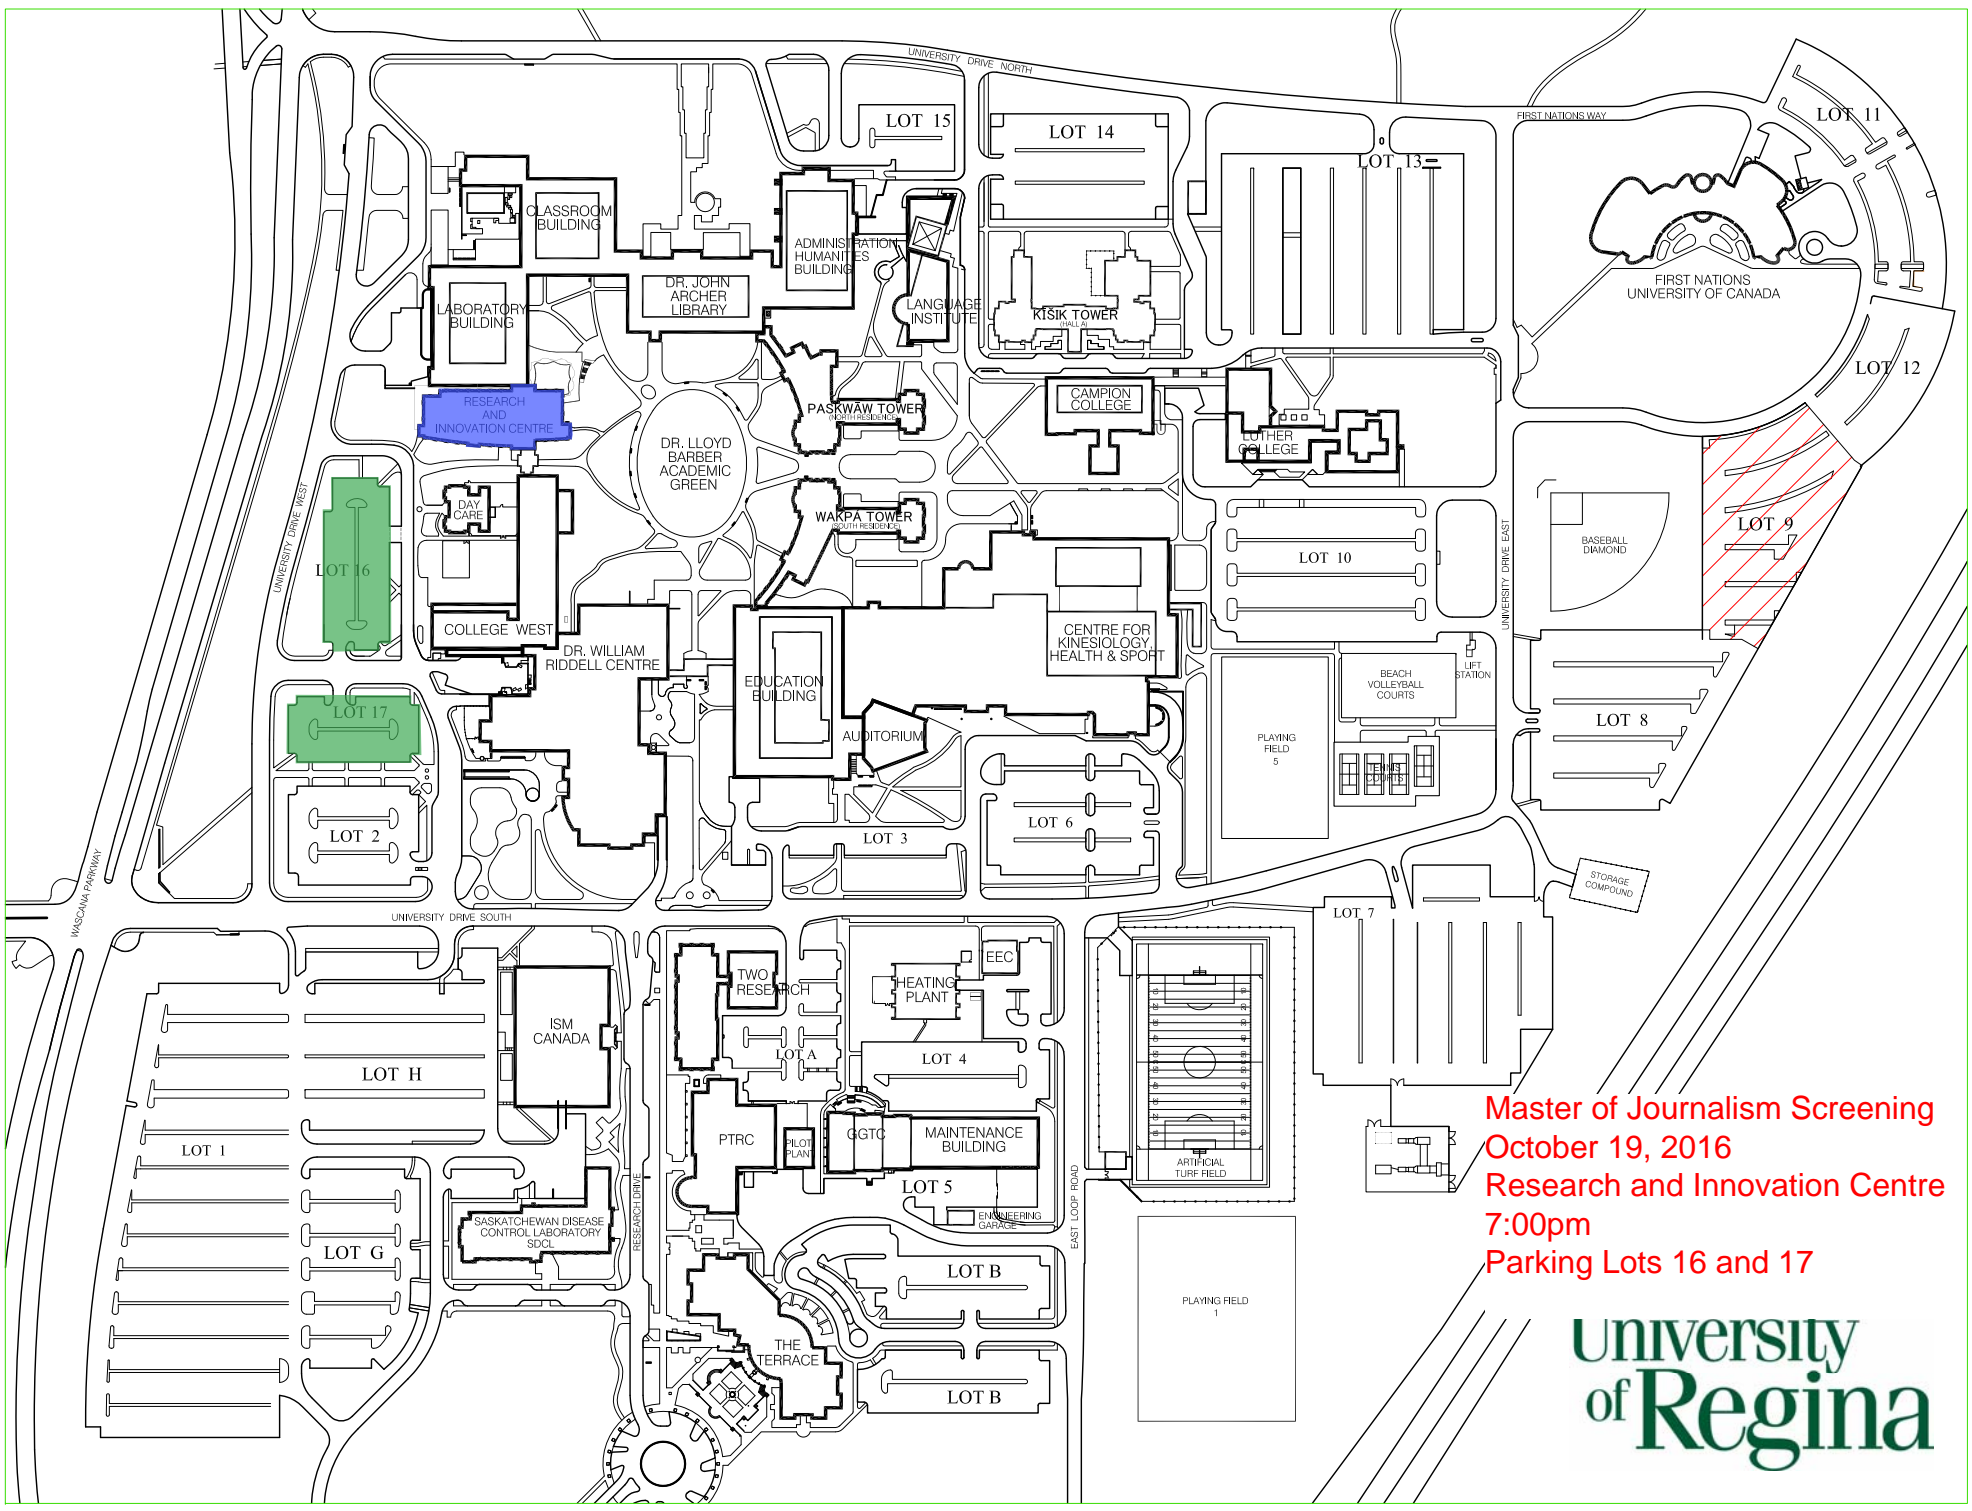 UNIVERSITY DRIVE NORTH
FIRST NATIONS WAY
LOT 11
LOT 15
LOT 14
LOT 13
CLASSROOM
BUILDING
ADMINISTRATION
HUMANITIES
BUILDING
DR. JOHN
ARCHER
LIBRARY
LABORATORY
BUILDING
LANGUAGE
INSTITUTE
KĪŠIK TOWER
(HALL A)
FIRST NATIONS
UNIVERSITY OF CANADA
LOT 12
RESEARCH
AND
INNOVATION CENTRE
PASKWĀW TOWER
(NORTH RESIDENCE)
CAMPION
COLLEGE
LUTHER
COLLEGE
DR. LLOYD
BARBER
ACADEMIC
GREEN
DAY
CARE
WAKPÁ TOWER
(SOUTH RESIDENCE)
UNIVERSITY DRIVE WEST
LOT 16
LOT 10
UNIVERSITY DRIVE EAST
BASEBALL
DIAMOND
LOT 9
COLLEGE WEST
DR. WILLIAM
RIDDELL CENTRE
CENTRE FOR
KINESIOLOGY,
HEALTH & SPORT
EDUCATION
BUILDING
AUDITORIUM
BEACH
VOLLEYBALL
COURTS
LIFT
STATION
LOT 17
LOT 8
PLAYING
FIELD
5
TENNIS
COURTS
LOT 2
LOT 3
LOT 6
WASCANA PARKWAY
STORAGE
COMPOUND
UNIVERSITY DRIVE SOUTH
LOT 7
TWO
RESEARCH
HEATING
PLANT
EEC
ISM
CANADA
LOT A
LOT 4
LOT H
PTRC
PILOT
PLANT
GGTC
MAINTENANCE
BUILDING
LOT 1
ARTIFICIAL
TURF FIELD
LOT 5
ENGINEERING
GARAGE
RESEARCH DRIVE
EAST LOOP ROAD
SASKATCHEWAN DISEASE
CONTROL LABORATORY
SDCL
LOT G
LOT B
PLAYING FIELD
1
THE
TERRACE
LOT B
Master of Journalism Screening
October 19, 2016
Research and Innovation Centre
7:00pm
Parking Lots 16 and 17
University
of Regina